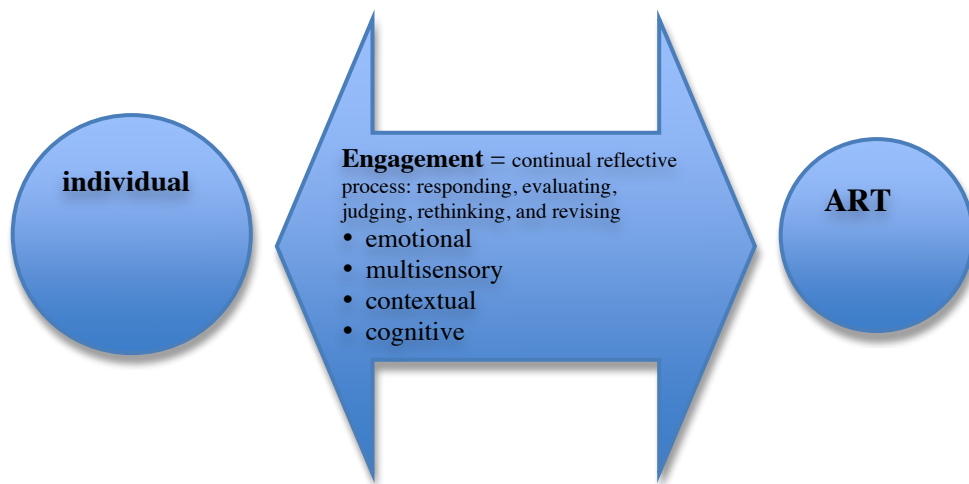 individual
Engagement = continual reflective
process: responding, evaluating,
judging, rethinking, and revising
• emotional
• multisensory
• contextual
• cognitive
ART